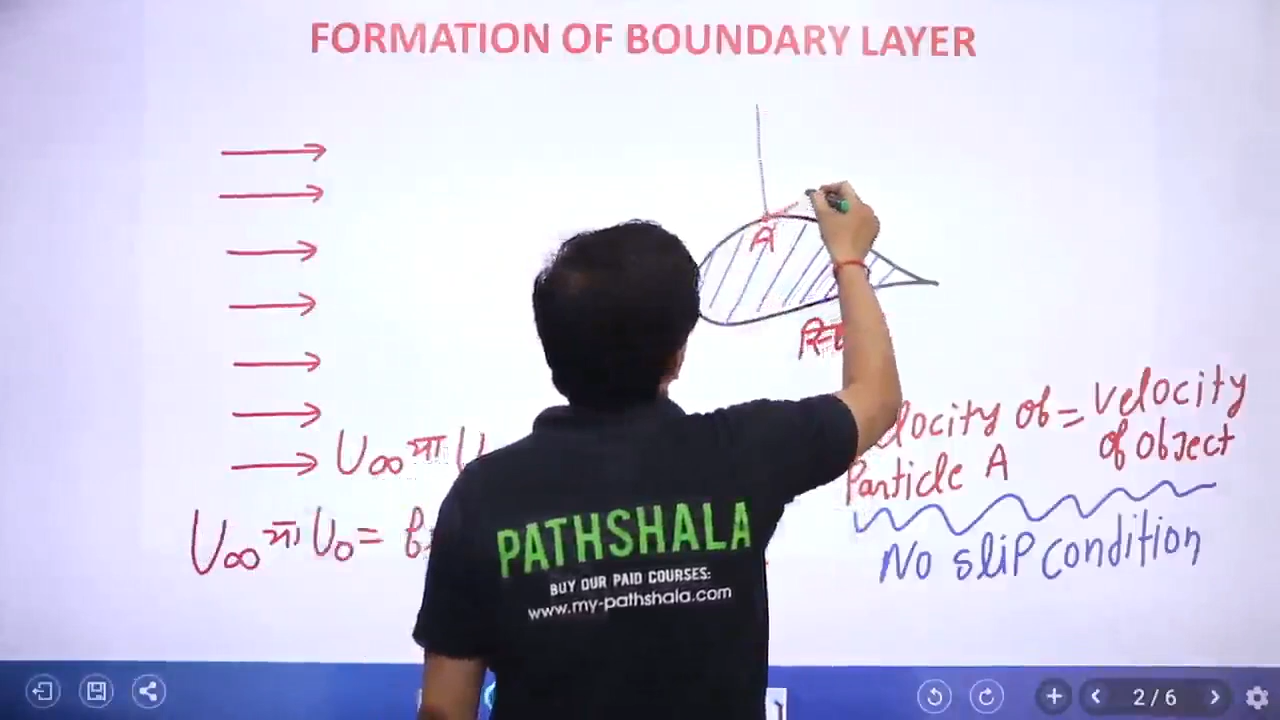 FORMATION OF BOUNDARY LAYER
A
U∞ या U
U∞ या U₀ =
locity of = velocity
Particle A of object
No slip condition
PATHSHALA
BUY OUR PAID COURSES:
www.my-pathshala.com
2 / 6